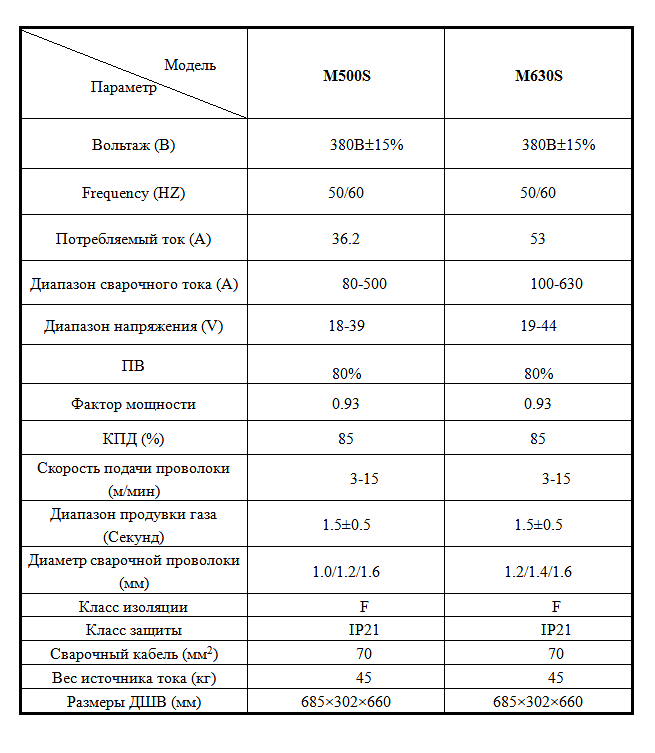 Модель
Параметр
M500S
M630S
Вольтаж (В)
380В±15%
380В±15%
Frequency (HZ)
50/60
50/60
Потребляемый ток (А)
36.2
53
Диапазон сварочного тока (А)
80-500
100-630
Диапазон напряжения (V)
18-39
19-44
ПВ
80%
80%
Фактор мощности
0.93
0.93
КПД (%)
85
85
Скорость подачи проволоки
(м/мин)
3-15
3-15
Диапазон продувки газа
(Секунд)
1.5±0.5
1.5±0.5
Диаметр сварочной проволоки
(мм)
1.0/1.2/1.6
1.2/1.4/1.6
Класс изоляции
F
F
Класс защиты
IP21
IP21
Сварочный кабель (мм²)
70
70
Вес источника тока (кг)
45
45
Размеры ДШВ (мм)
685×302×660
685×302×660